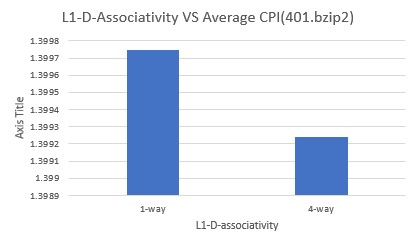 L1-D-Associativity VS Average CPI(401.bzip2)
1.3998
1.3997
1.3996
1.3995
1.3994
1.3993
1.3992
1.3991
1.399
1.3989
Axis Title
1-way
4-way
L1-D-associativity